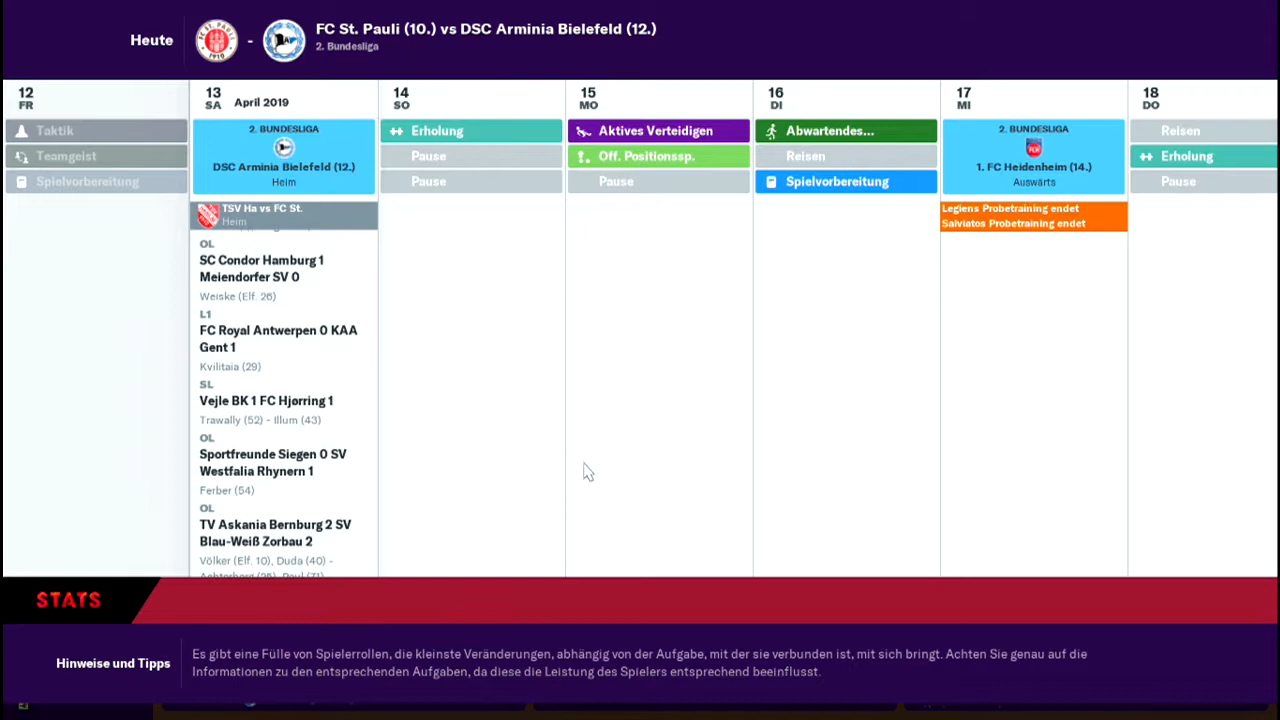 Heute
FC St. Pauli (10.) vs DSC Arminia Bielefeld (12.)
2. Bundesliga
12
FR
Taktik
Teamgeist
Spielvorbereitung
13
SA April 2019
2. BUNDESLIGA
DSC Arminia Bielefeld (12.)
Heim
TSV Ha vs FC St.
Heim
OL
SC Condor Hamburg 1
Meiendorfer SV 0
Weiske (Elf. 26)
L1
FC Royal Antwerpen 0 KAA
Gent 1
Kvilitaia (29)
SL
Vejle BK 1 FC Hjørring 1
Trawally (52) - Illum (43)
OL
Sportfreunde Siegen 0 SV
Westfalia Rhynern 1
Ferber (54)
OL
TV Askania Bernburg 2 SV
Blau-Weiß Zorbau 2
Völker (Elf. 10), Duda (40) -
14
SO
Erholung
Pause
Pause
15
MO
Aktives Verteidigen
Off. Positionssp.
Pause
16
DI
Abwartendes...
Reisen
Spielvorbereitung
17
MI
2. BUNDESLIGA
1. FC Heidenheim (14.)
Auswärts
Legiens Probetraining endet
Salviatos Probetraining endet
18
DO
Reisen
Erholung
Pause
STATS
Hinweise und Tipps
Es gibt eine Fülle von Spielerrollen, die kleinste Veränderungen, abhängig von der Aufgabe, mit der sie verbunden ist, mit sich bringt. Achten Sie genau auf die
Informationen zu den entsprechenden Aufgaben, da diese die Leistung des Spielers entsprechend beeinflusst.